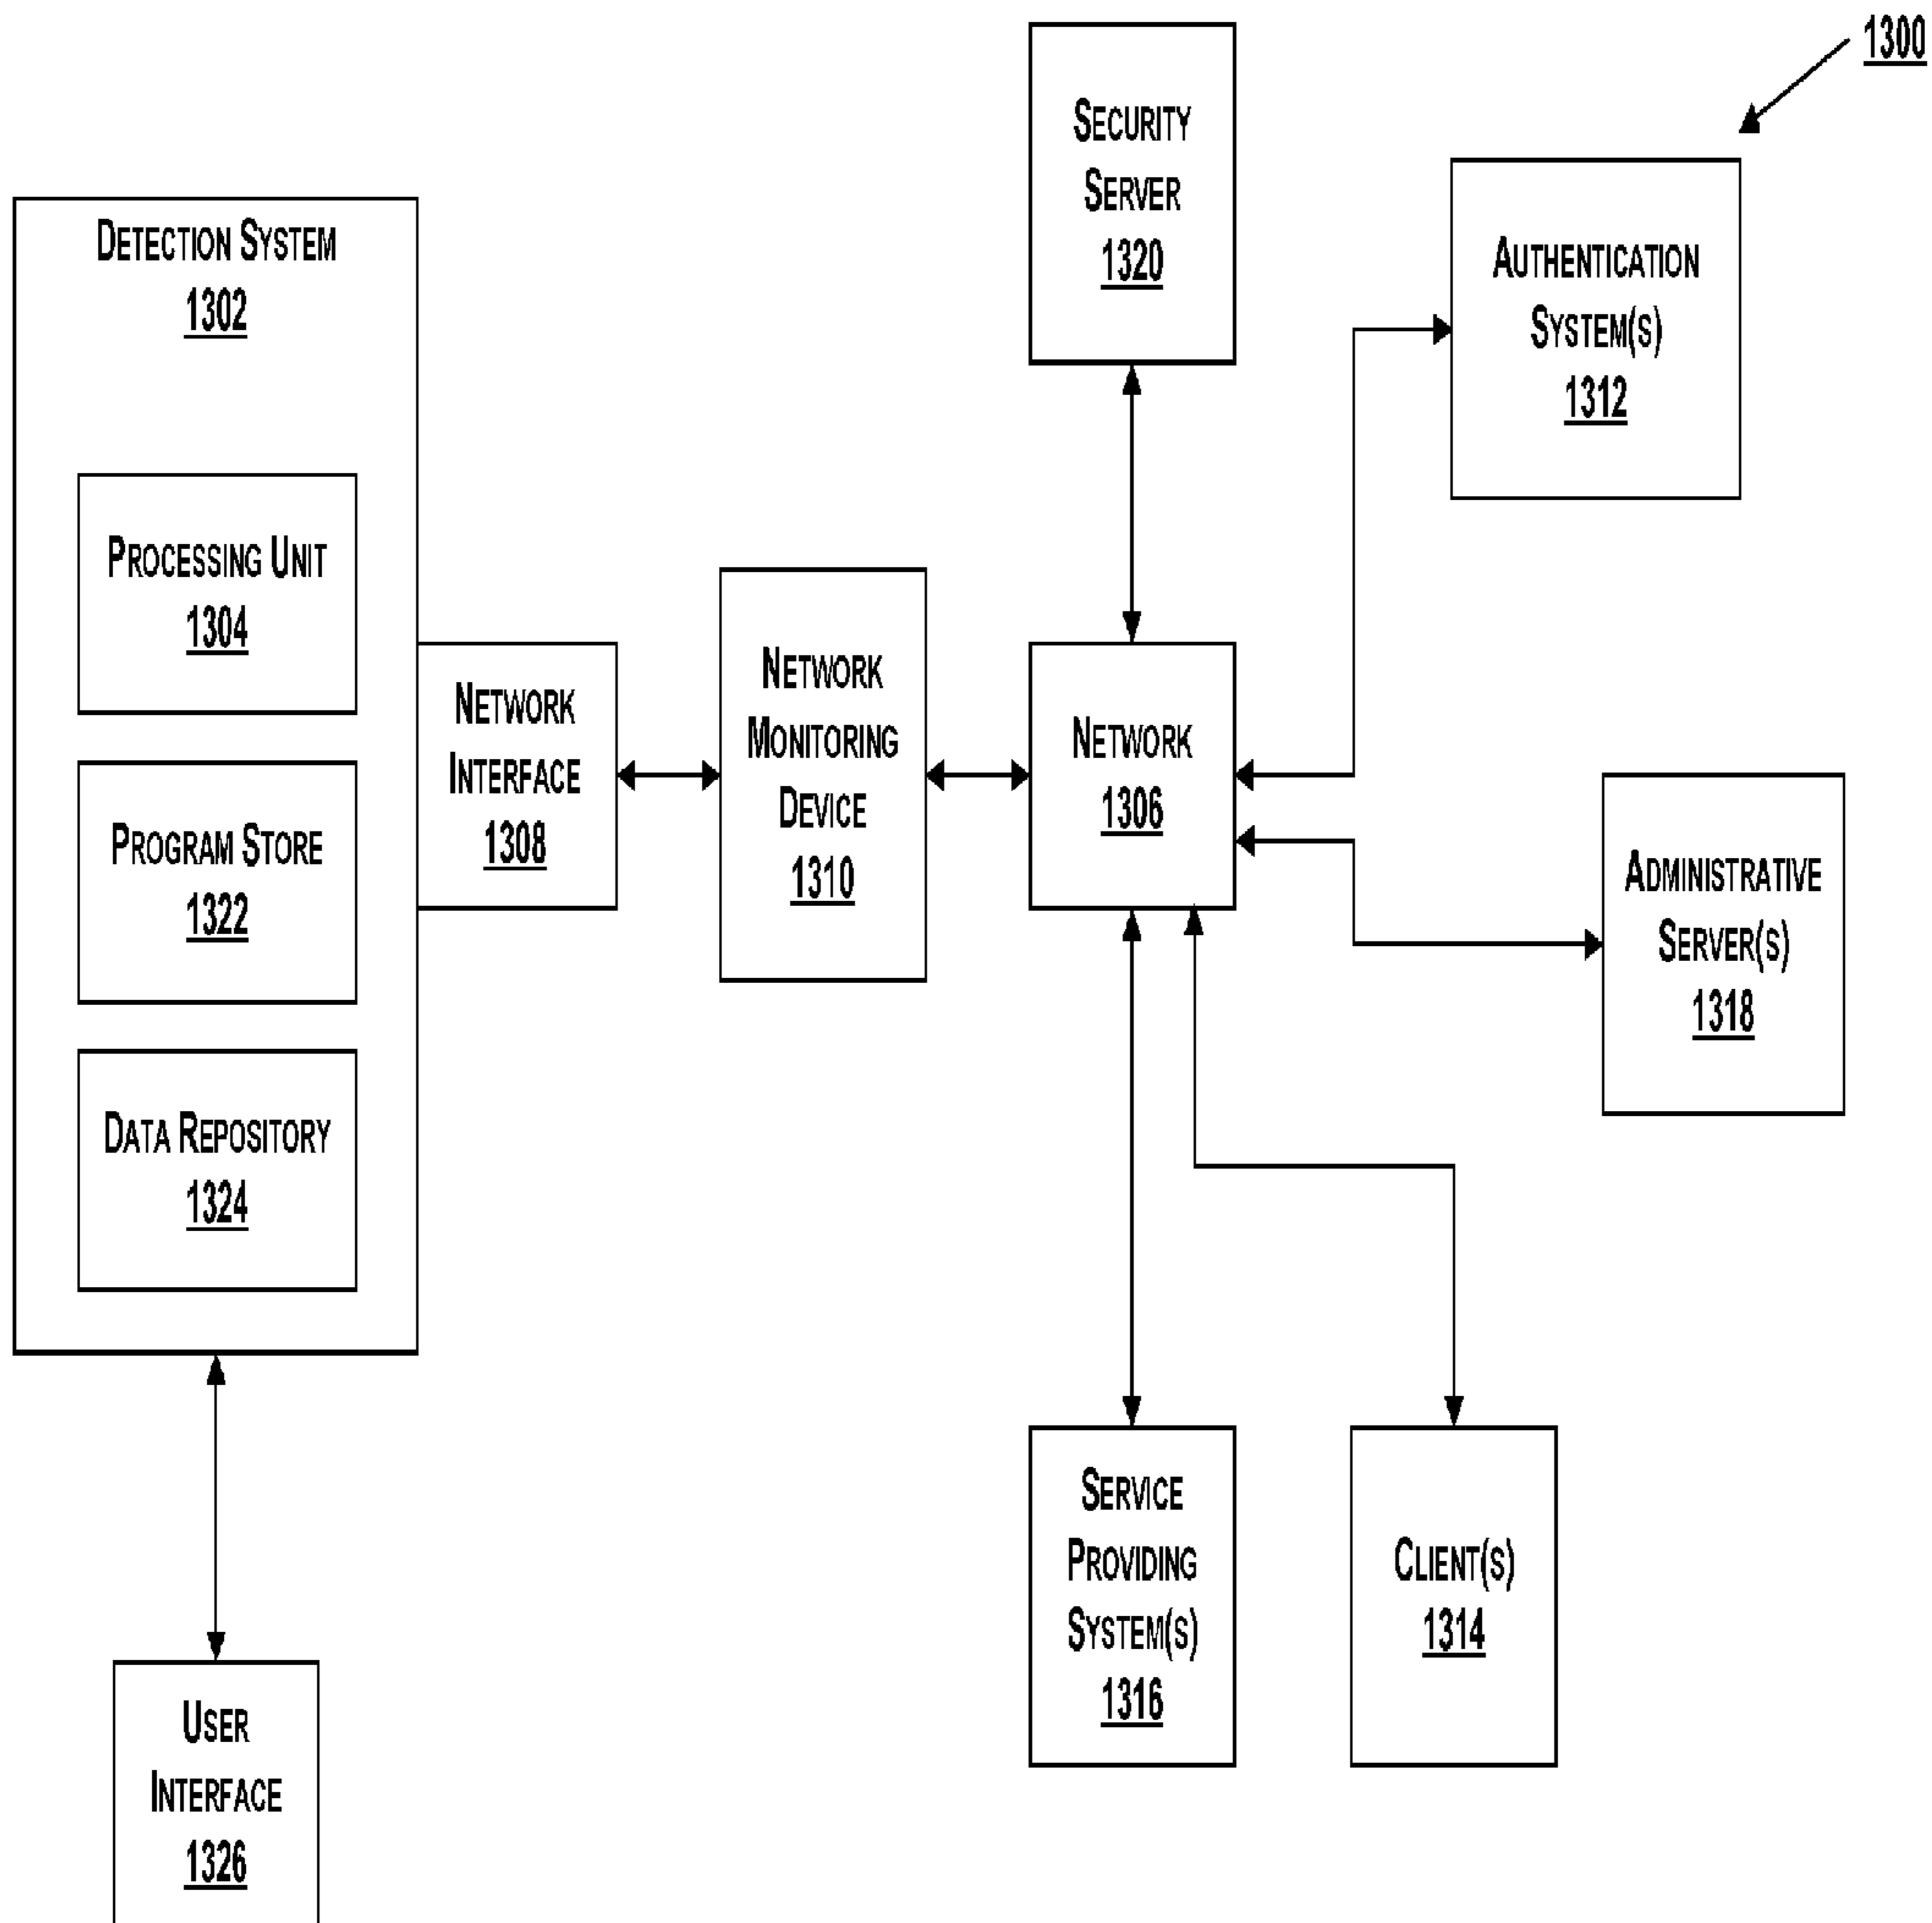 1300
SECURITY
SERVER
1320
DETECTION SYSTEM
1302
AUTHENTICATION
SYSTEM(S)
1312
PROCESSING UNIT
1304
NETWORK
INTERFACE
1308
NETWORK
MONITORING
DEVICE
1310
NETWORK
1306
PROGRAM STORE
1322
ADMINISTRATIVE
SERVER(S)
1318
DATA REPOSITORY
1324
SERVICE
PROVIDING
SYSTEM(S)
1316
CLIENT(S)
1314
USER
INTERFACE
1326